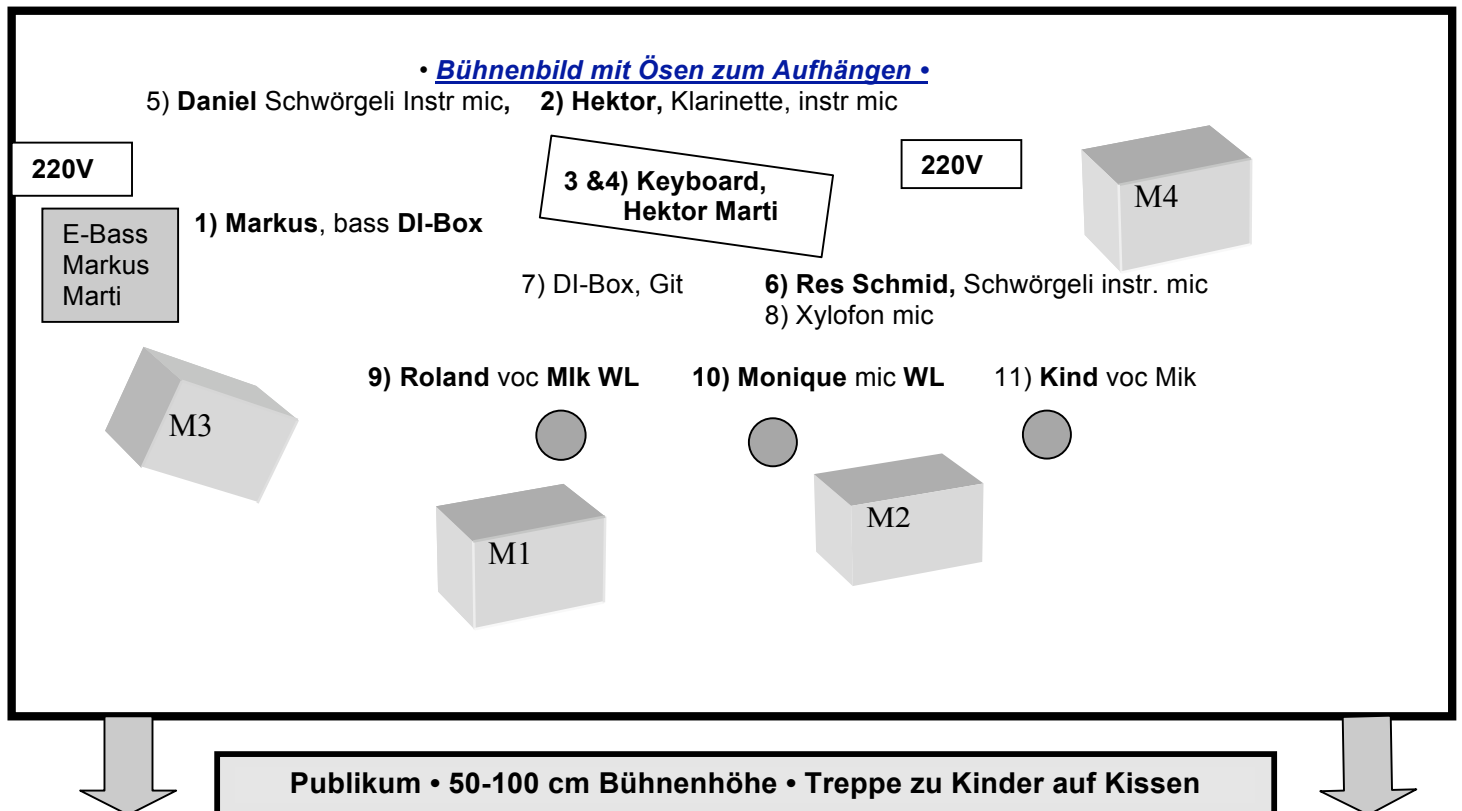 • Bühnenbild mit Ösen zum Aufhängen •
5) Daniel Schwörgeli Instr mic, 2) Hektor, Klarinette, instr mic
220V
3 &4) Keyboard,
Hektor Marti
220V
M4
E-Bass
Markus
Marti
1) Markus, bass DI-Box
7) DI-Box, Git
6) Res Schmid, Schwörgeli instr. mic
8) Xylofon mic
9) Roland voc MIk WL
10) Monique mic WL
11) Kind voc Mik
M3
M1
M2
Publikum • 50-100 cm Bühnenhöhe • Treppe zu Kinder auf Kissen